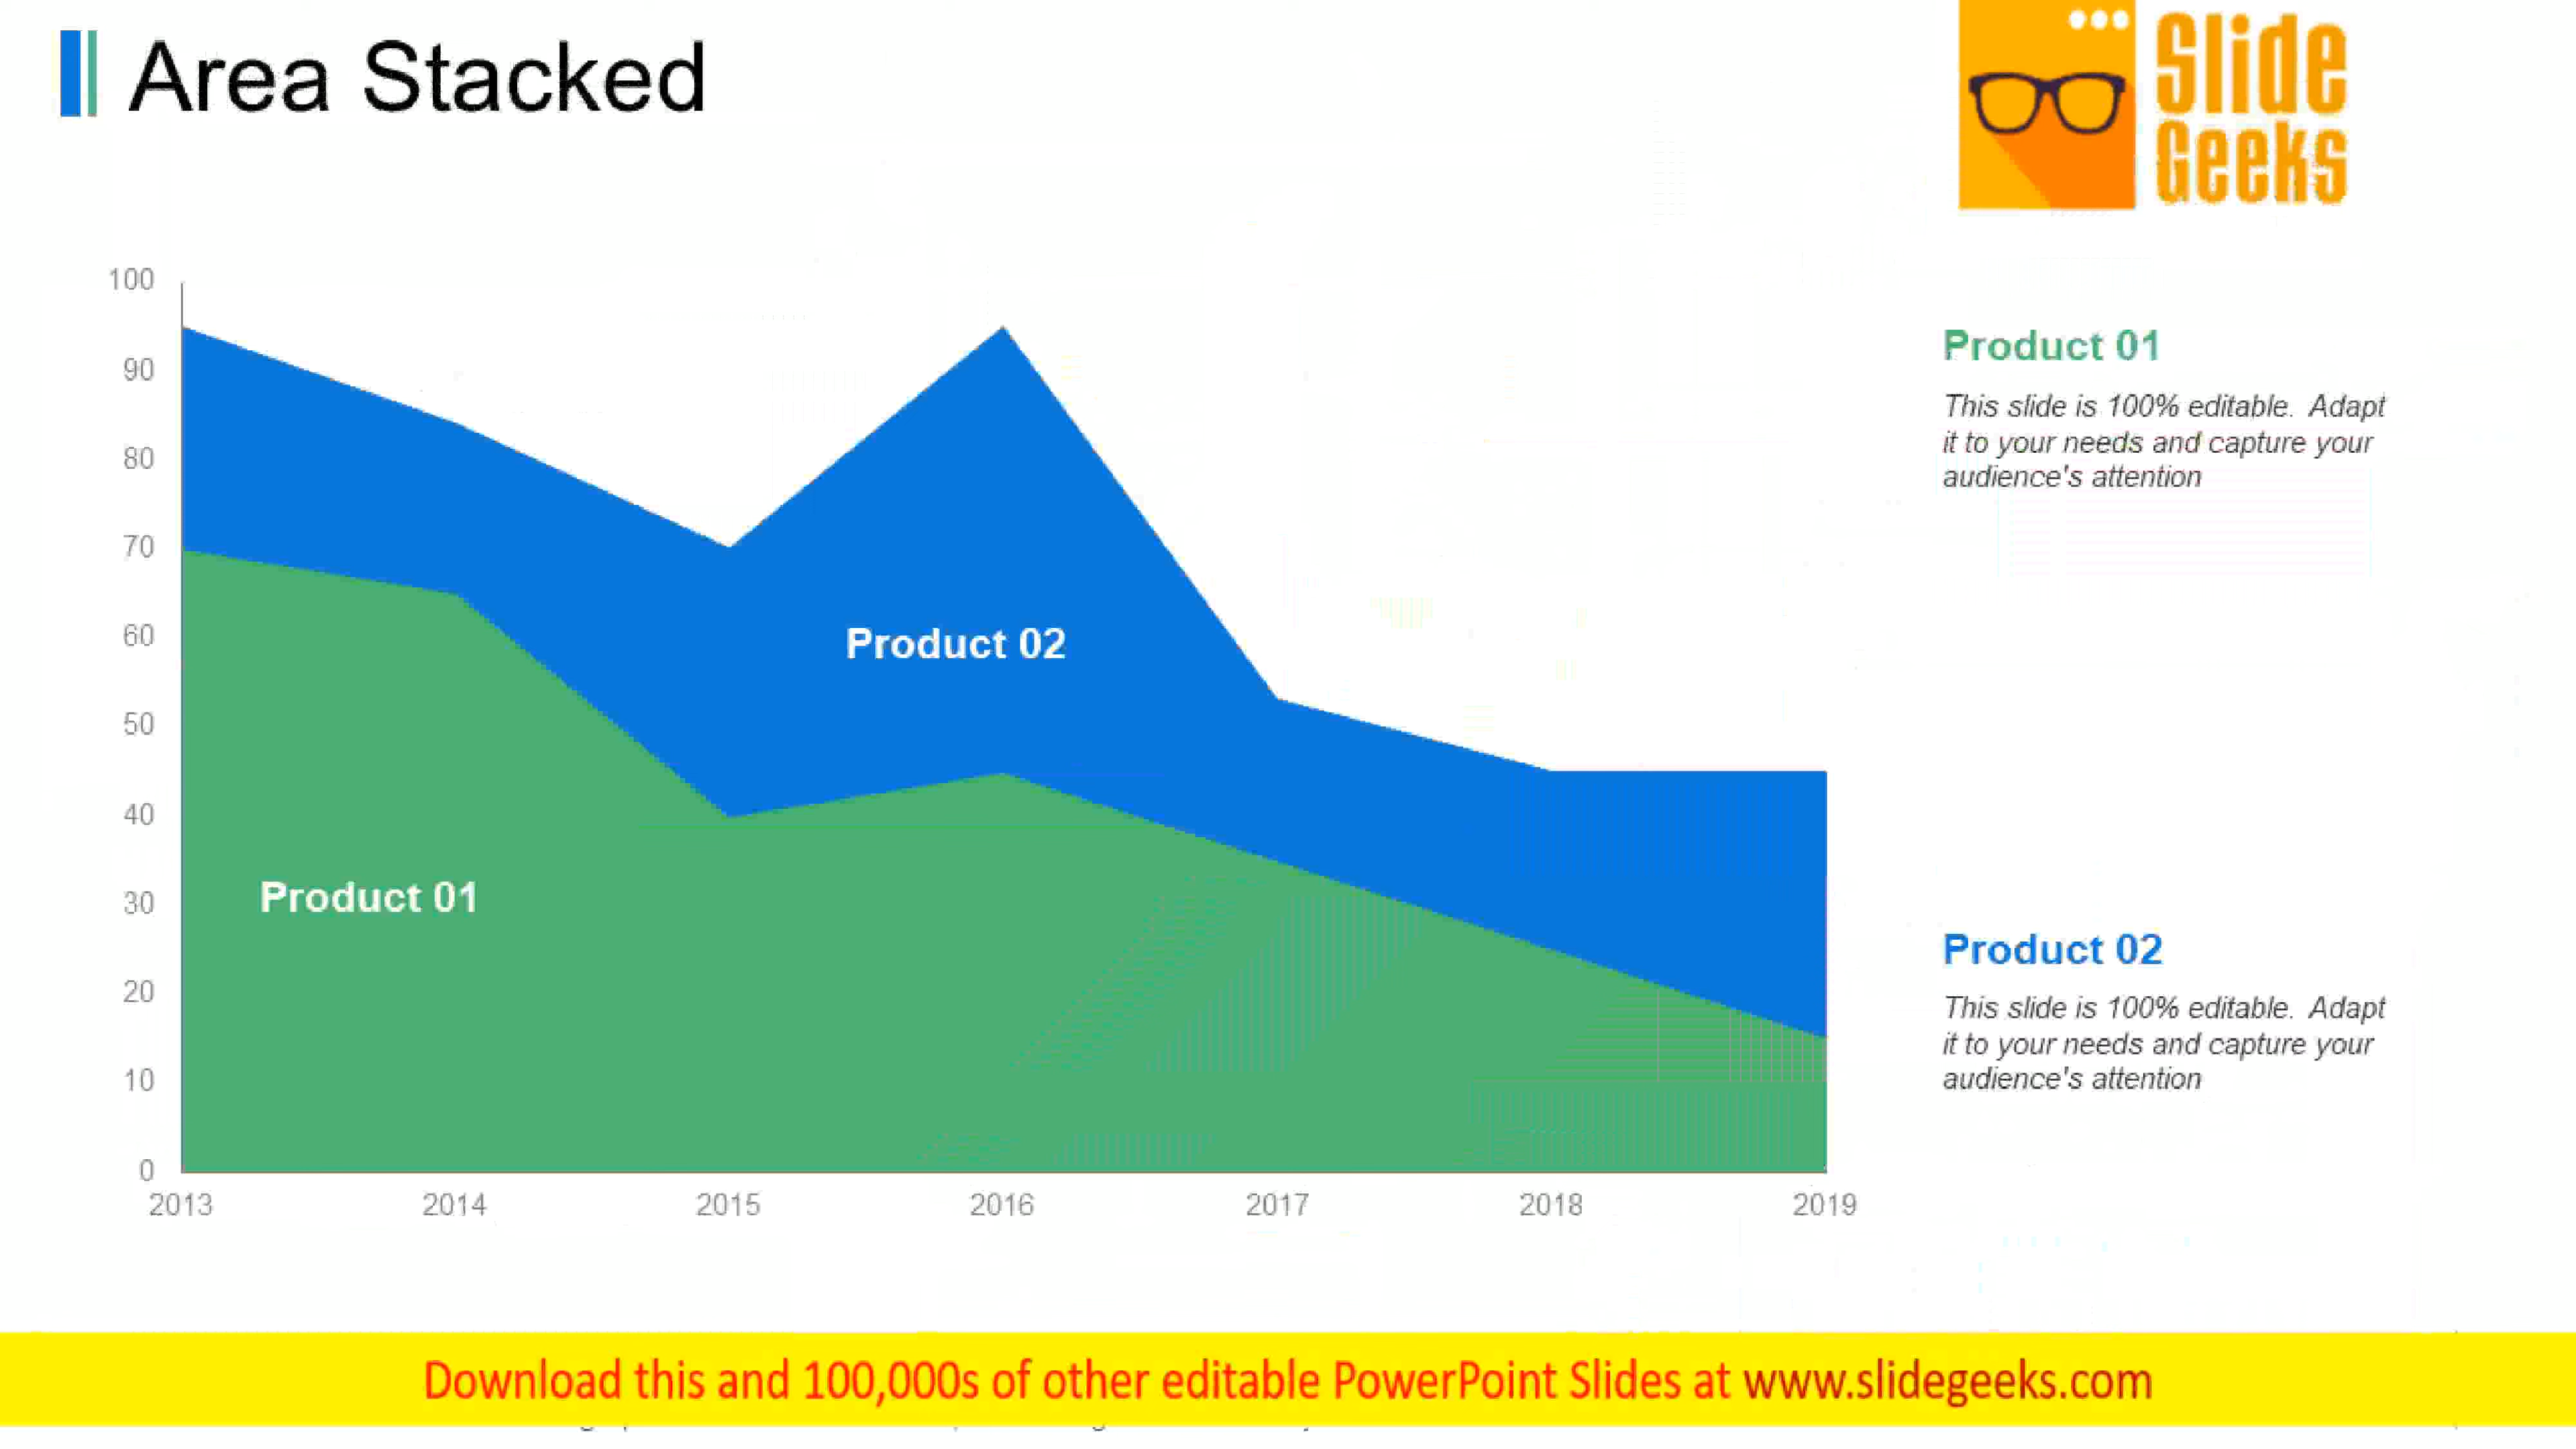 Area Stacked
Slide
Geeks
100
90
80
70
60
50
40
30
20
10
0
2013 2014 2015 2016 2017 2018 2019
Product 02
Product 01
Product 01
This slide is 100% editable. Adapt
it to your needs and capture your
audience's attention
Product 02
This slide is 100% editable. Adapt
it to your needs and capture your
audience's attention
Download this and 100,000s of other editable PowerPoint Slides at www.slidegeeks.com